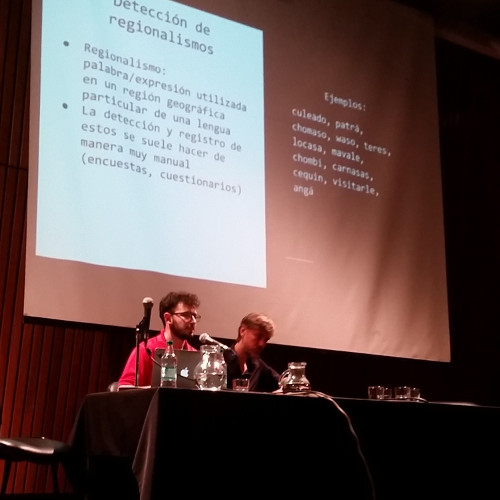 Detección de
regionalismos
● Regionalismo:
palabra/expresión utilizada
en un región geográfica
particular de una lengua
● La detección y registro de
estos se suele hacer de
manera muy manual
(encuestas, cuestionarios)
Ejemplos:
culeado, patrá,
chomaso, waso, teres,
locasa, mavale,
chombi, carnasas,
cequin, visitarle,
angá